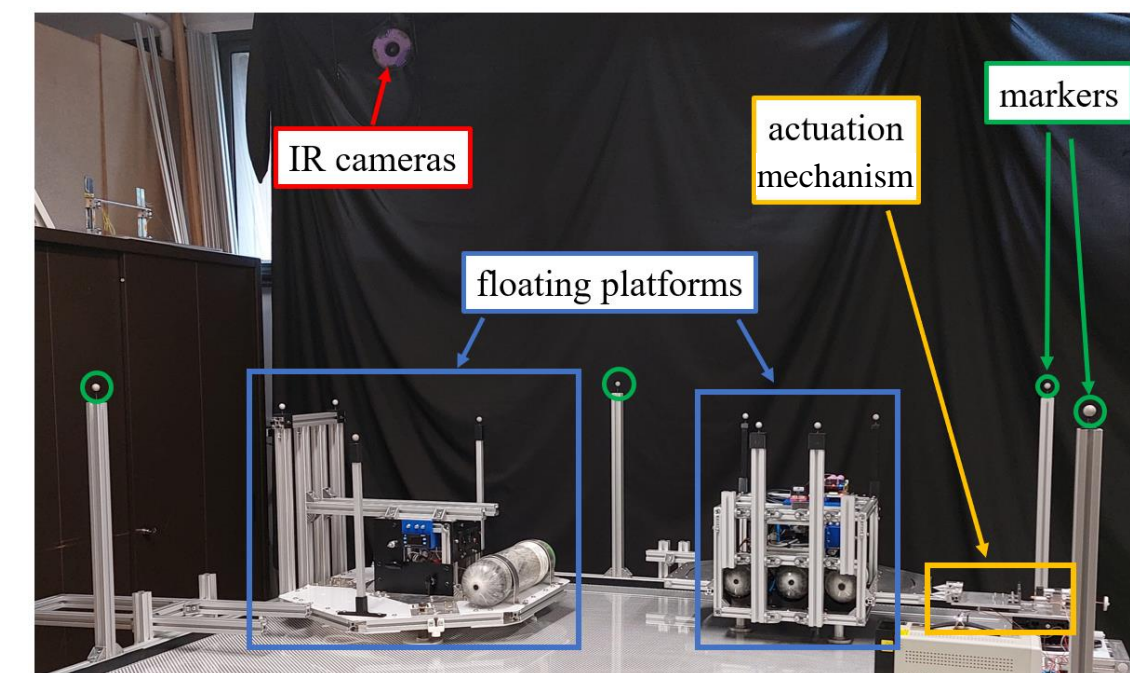 markers
actuation
mechanism
IR cameras
floating platforms